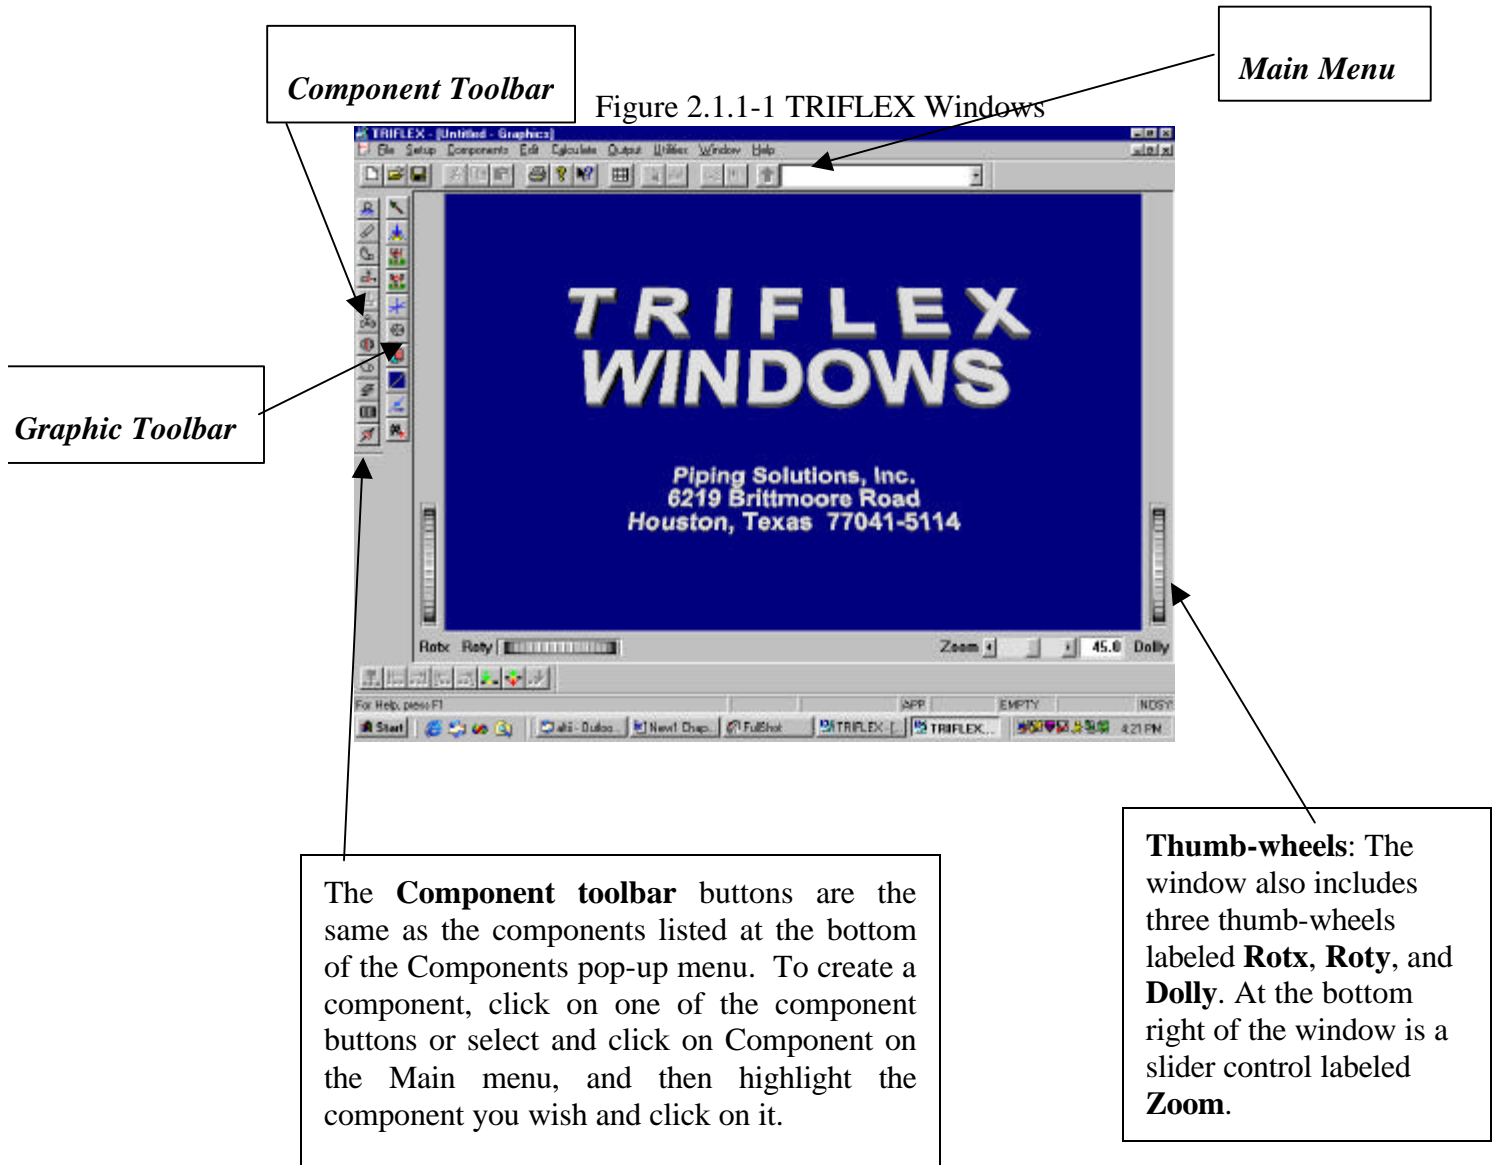 Component Toolbar
Main Menu
Figure 2.1.1-1 TRIFLEX Windows
TRIFLEX - [Untitled - Graphics]
File Setup Components Edit Calculate Output Utilities Window Help
TRIFLEX
WINDOWS
Graphic Toolbar
Piping Solutions, Inc.
6219 Brittmoore Road
Houston, Texas 77041-5114
Rotx Roty Zoom 45.0 Dolly
For Help, press F1 APP EMPTY
Start New1 Chap... FullShot TRIFLEX - [... TRIFLEX... 4:21 PM
The Component toolbar buttons are the
same as the components listed at the bottom
of the Components pop-up menu. To create a
component, click on one of the component
buttons or select and click on Component on
the Main menu, and then highlight the
component you wish and click on it.
Thumb-wheels: The
window also includes
three thumb-wheels
labeled Rotx, Roty, and
Dolly. At the bottom
right of the window is a
slider control labeled
Zoom.